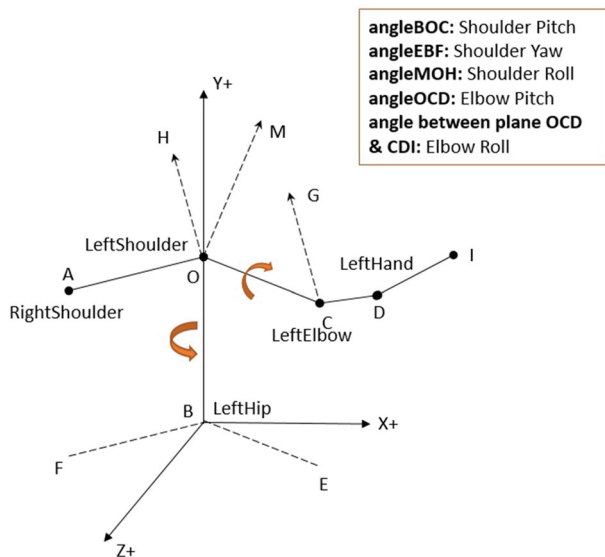 angleBOC: Shoulder Pitch
angleEBF: Shoulder Yaw
angleMOH: Shoulder Roll
angleOCD: Elbow Pitch
angle between plane OCD
& CDI: Elbow Roll
Y+
H
M
G
LeftShoulder
I
A
O
LeftHand
RightShoulder
D
C
LeftElbow
B
LeftHip
X+
F
E
Z+